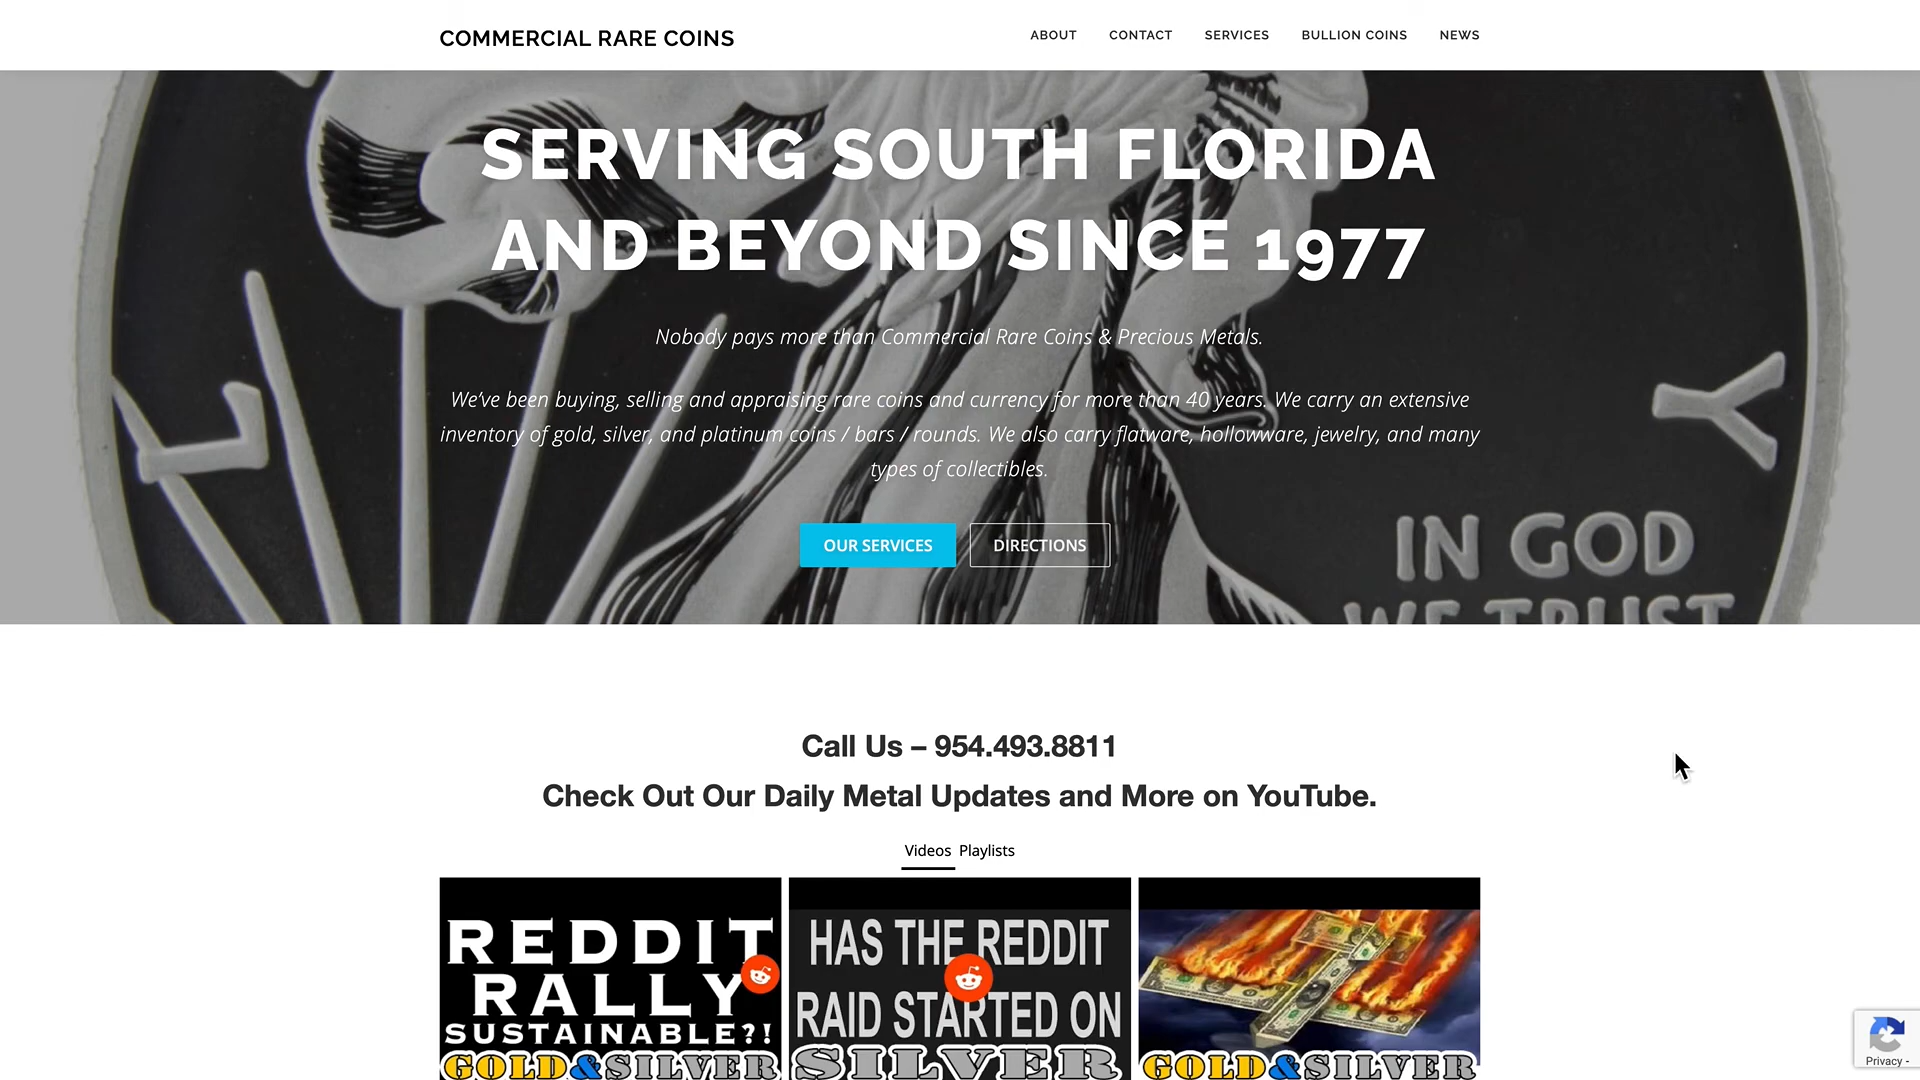 COMMERCIAL RARE COINS
ABOUT CONTACT SERVICES BULLION COINS NEWS
SERVING SOUTH FLORIDA
AND BEYOND SINCE 1977
Nobody pays more than Commercial Rare Coins & Precious Metals.
We've been buying, selling and appraising rare coins and currency for more than 40 years. We carry an extensive
inventory of gold, silver, and platinum coins / bars / rounds. We also carry flatware, hollowware, jewelry, and many
types of collectibles.
OUR SERVICES DIRECTIONS
L
Y
IN GOD
WE TRUST
Call Us – 954.493.8811
Check Out Our Daily Metal Updates and More on YouTube.
Videos Playlists
REDDIT
RALLY
SUSTAINABLE?!
GOLD&SILVER
HAS THE REDDIT
RAID STARTED ON
SILVER
GOLD&SILVER
Privacy -